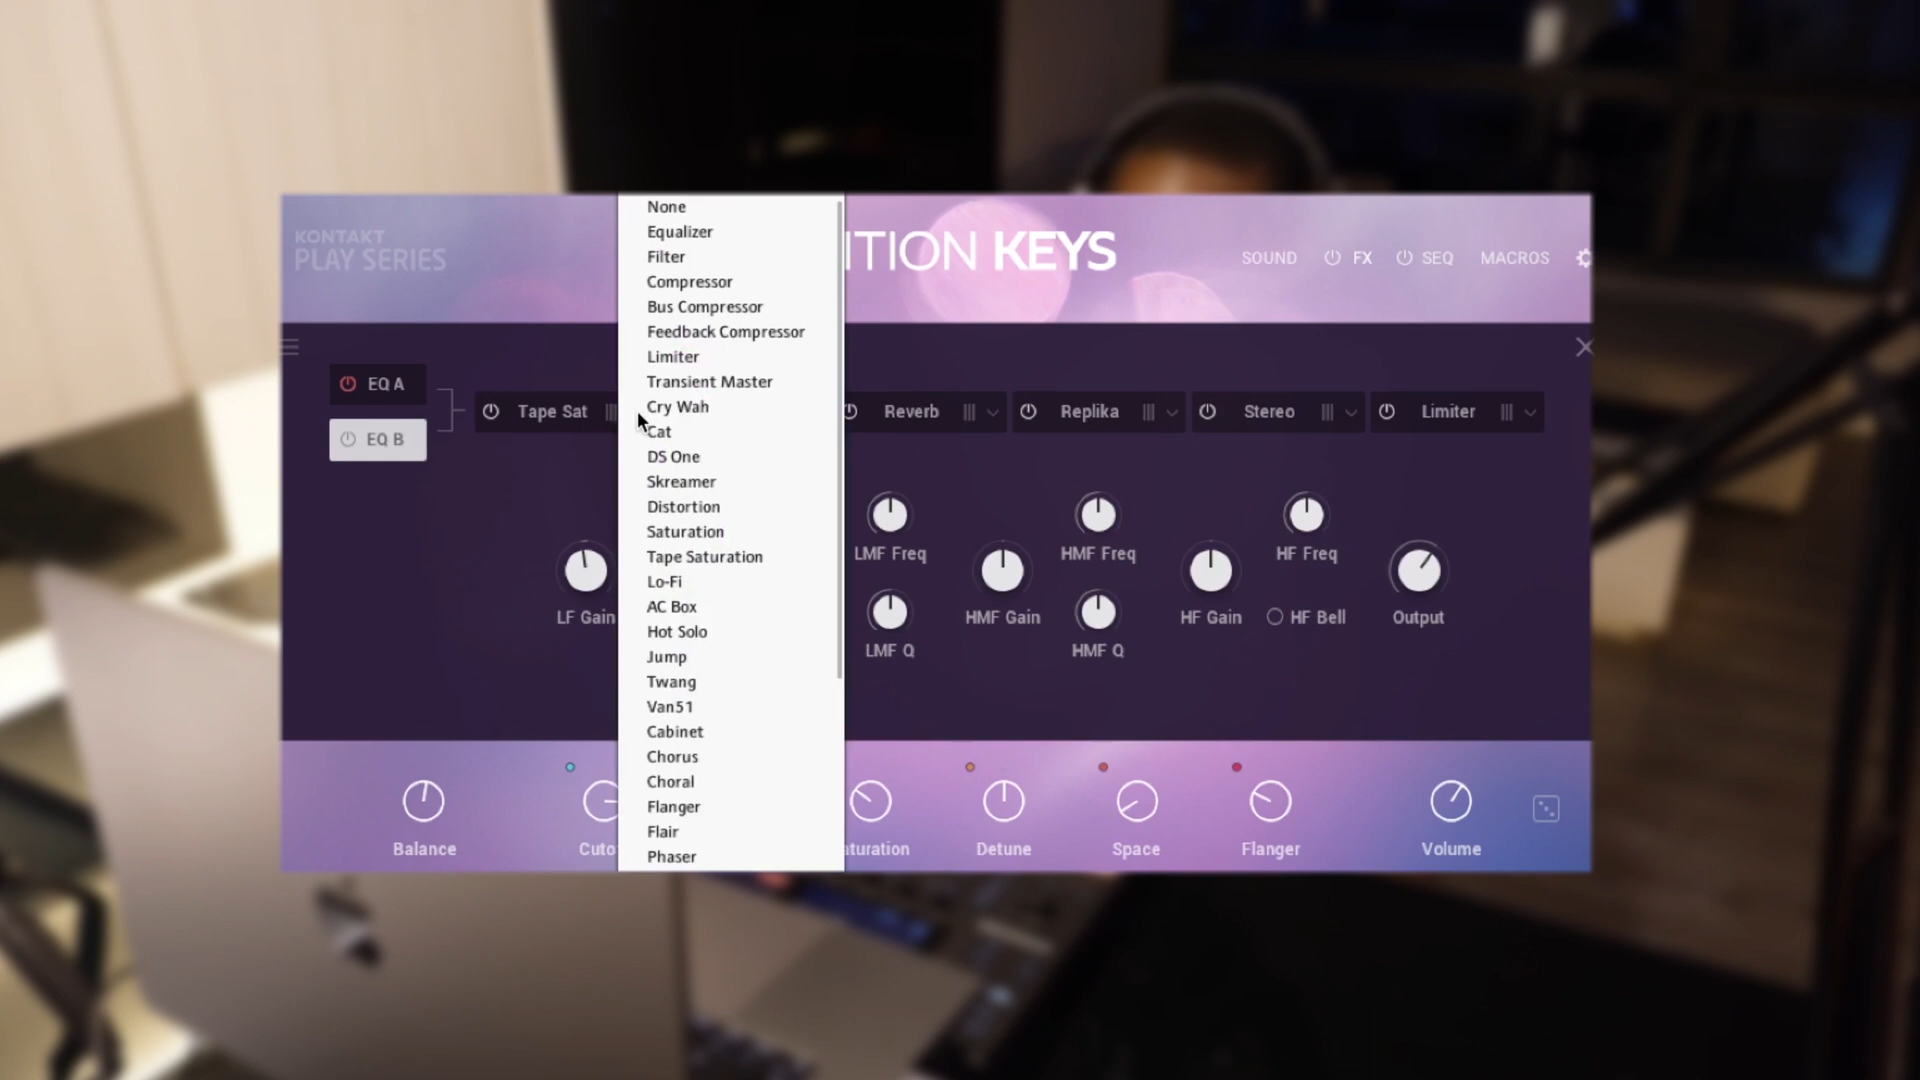 KONTAKT
PLAY SERIES
ITION KEYS
SOUND
FX
SEQ
MACROS
EQ A
EQ B
Tape Sat
Reverb
Replika
Stereo
Limiter
None
Equalizer
Filter
Compressor
Bus Compressor
Feedback Compressor
Limiter
Transient Master
Cry Wah
Cat
DS One
Skreamer
Distortion
Saturation
Tape Saturation
Lo-Fi
AC Box
Hot Solo
Jump
Twang
Van51
Cabinet
Chorus
Choral
Flanger
Flair
Phaser
LF Gain
LMF Freq
LMF Q
HMF Gain
HMF Freq
HMF Q
HF Gain
HF Freq
HF Bell
Output
Balance
Cuto
aturation
Detune
Space
Flanger
Volume